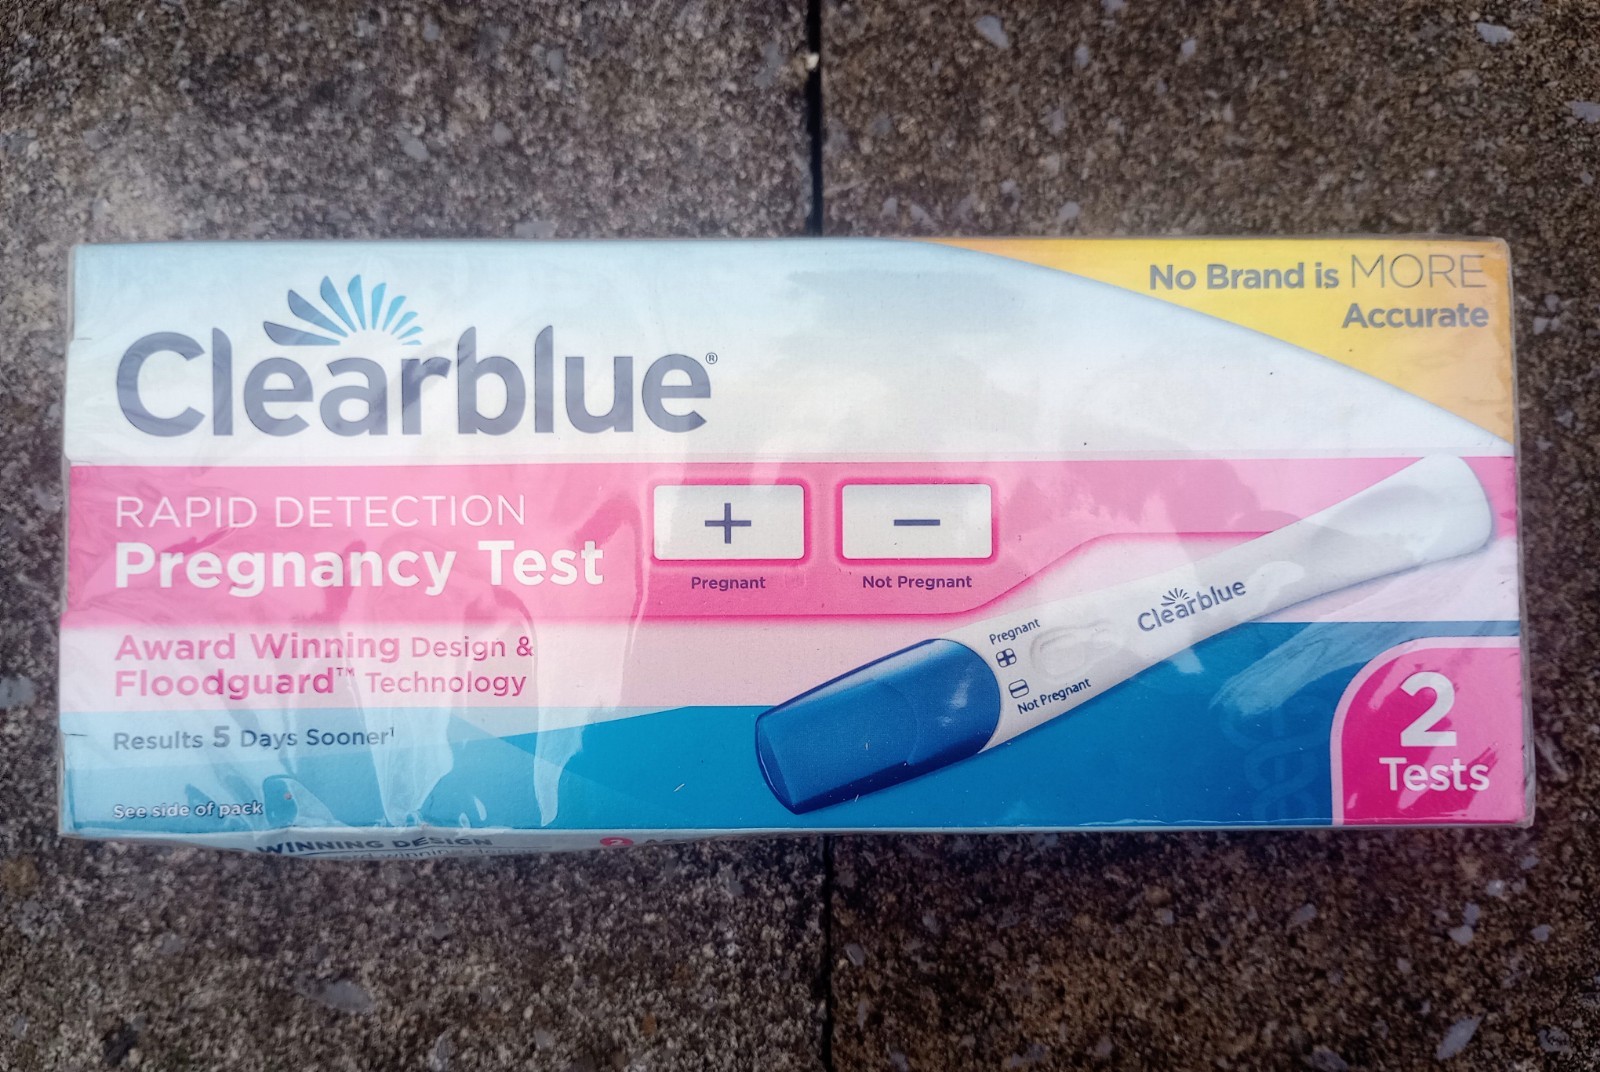 No Brand is MORE
Accurate
Clearblue®
RAPID DETECTION
Pregnancy Test
+
Pregnant
−
Not Pregnant
Award Winning Design &
Floodguard™ Technology
Results 5 Days Sooner¹
See side of pack
Clearblue
Pregnant
+
−
Not Pregnant
2
Tests
WINNING DESIGN
2